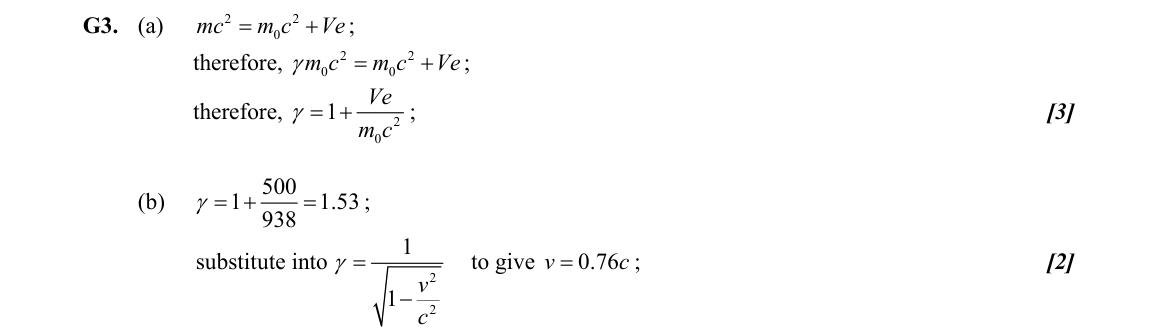 G3. (a) mc² = m₀c² + Ve ;
therefore, γm₀c² = m₀c² + Ve ;
therefore, γ = 1 + Ve/m₀c² ; [3]
(b) γ = 1 + 500/938 = 1.53 ;
substitute into γ = 1/√(1 − v²/c²) to give v = 0.76c ; [2]